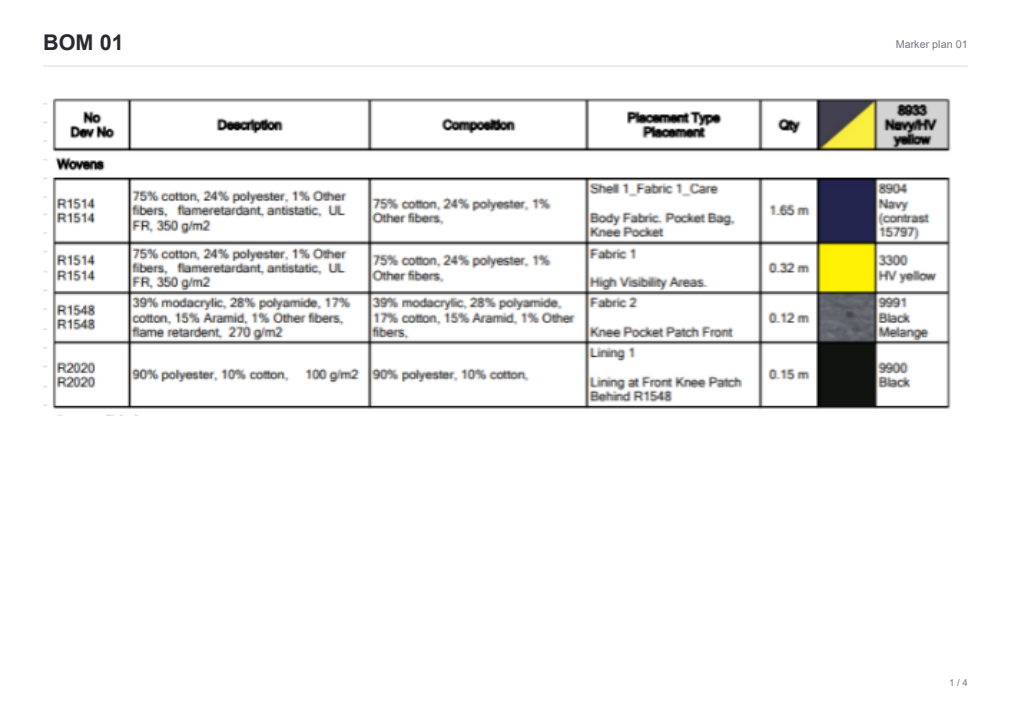 BOM 01
Marker plan 01
No
Dev No
Description
Composition
Placement Type
Placement
Qty
8933
Navy/HV
yellow
Wovens
R1514
R1514
75% cotton, 24% polyester, 1% Other
fibers, flameretardant, antistatic, UL
FR, 350 g/m2
75% cotton, 24% polyester, 1%
Other fibers,
Shell 1_Fabric 1_Care
Body Fabric. Pocket Bag,
Knee Pocket
1.65 m
8904
Navy
(contrast
15797)
R1514
R1514
75% cotton, 24% polyester, 1% Other
fibers, flameretardant, antistatic, UL
FR, 350 g/m2
75% cotton, 24% polyester, 1%
Other fibers,
Fabric 1
High Visibility Areas.
0.32 m
3300
HV yellow
R1548
R1548
39% modacrylic, 28% polyamide, 17%
cotton, 15% Aramid, 1% Other fibers,
flame retardent, 270 g/m2
39% modacrylic, 28% polyamide,
17% cotton, 15% Aramid, 1% Other
fibers,
Fabric 2
Knee Pocket Patch Front
0.12 m
9991
Black
Melange
R2020
R2020
90% polyester, 10% cotton, 100 g/m2
90% polyester, 10% cotton,
Lining 1
Lining at Front Knee Patch
Behind R1548
0.15 m
9900
Black
1 / 4